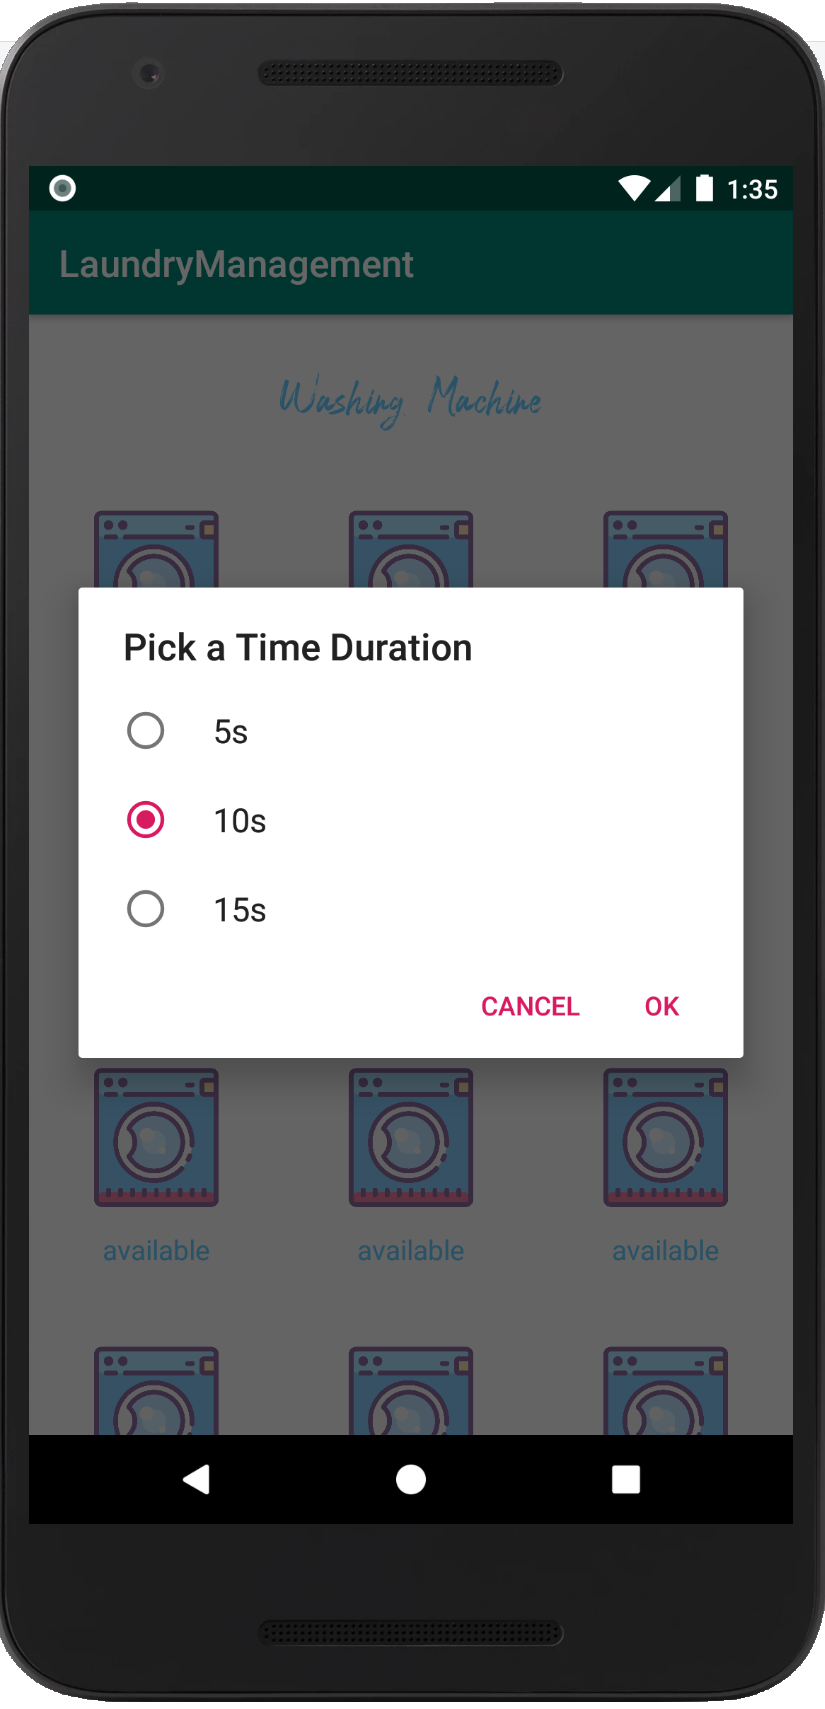 1:35
LaundryManagement
Washing Machine
Pick a Time Duration
5s
10s
15s
CANCEL OK
available available available